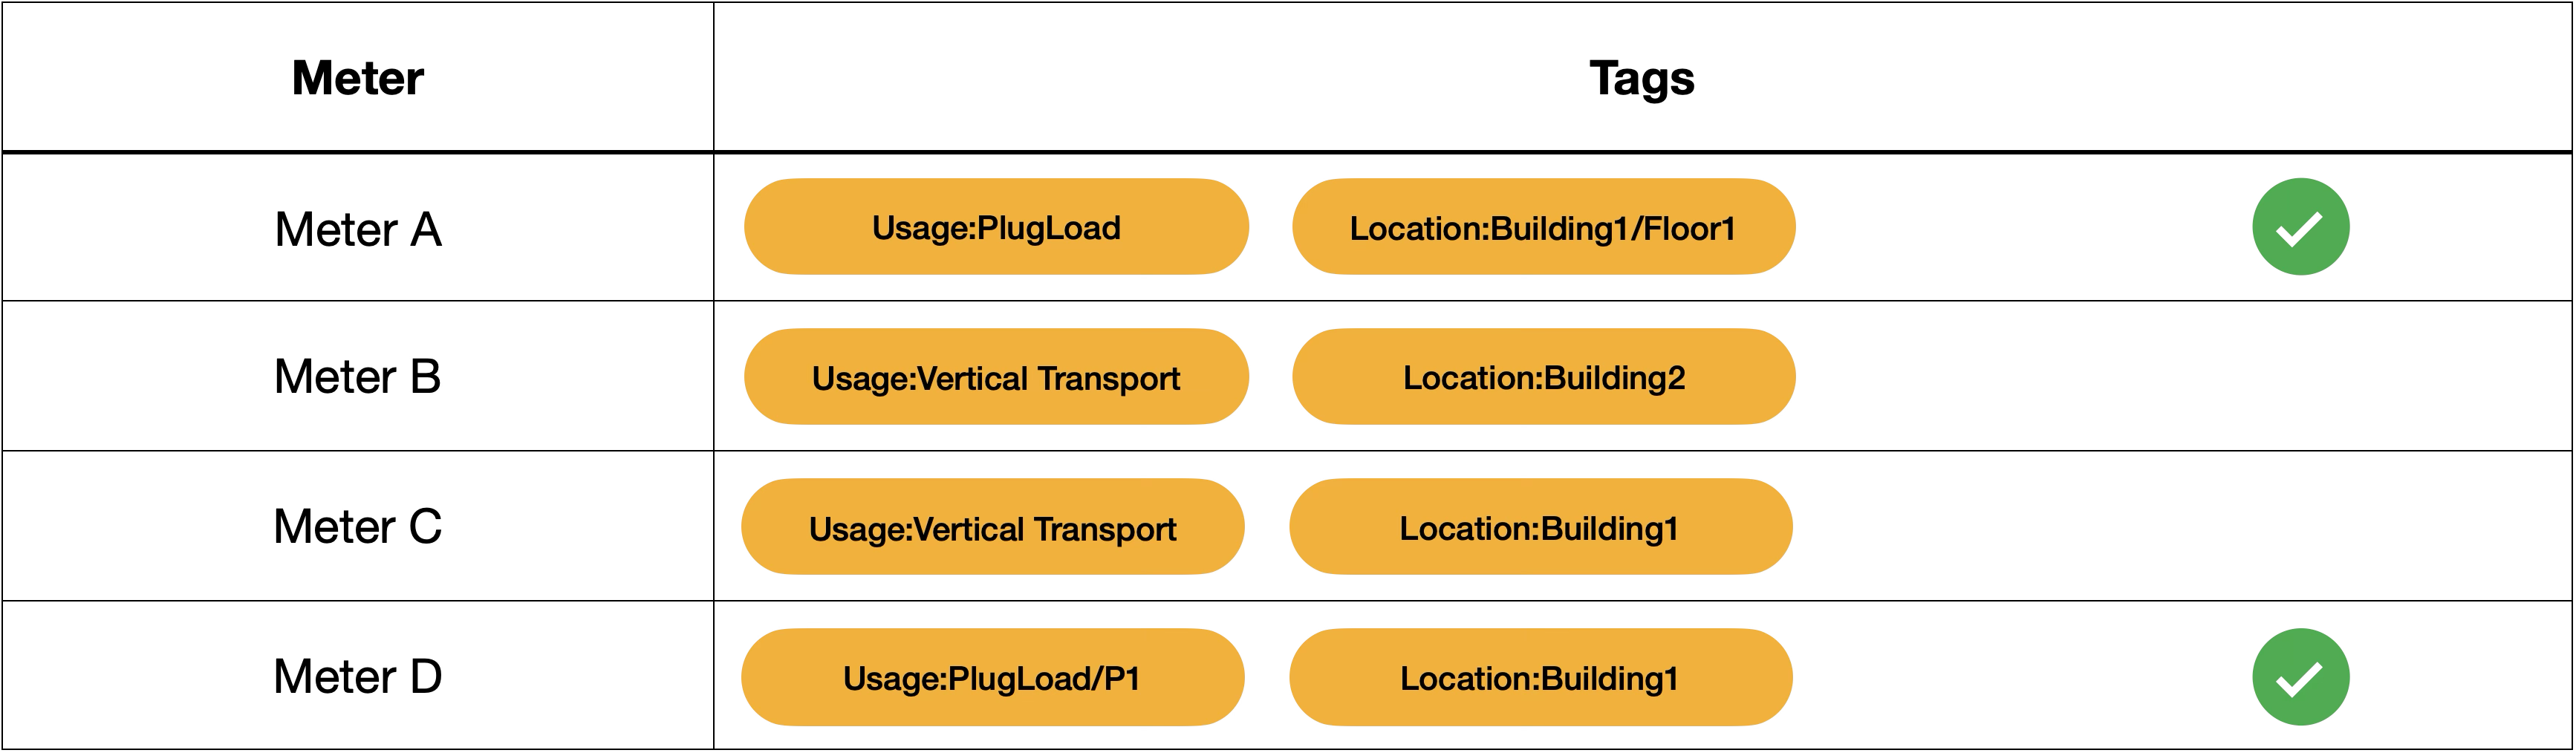 Meter
Tags
Meter A
Usage:PlugLoad
Location:Building1/Floor1
Meter B
Usage:Vertical Transport
Location:Building2
Meter C
Usage:Vertical Transport
Location:Building1
Meter D
Usage:PlugLoad/P1
Location:Building1